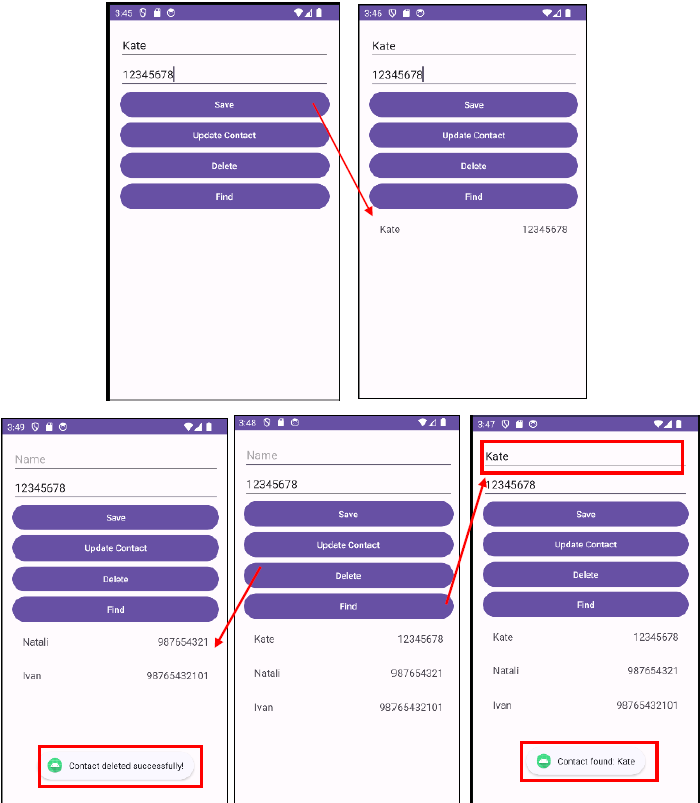 3:45
Kate
12345678
Save
Update Contact
Delete
Find
3:46
Kate
12345678
Save
Update Contact
Delete
Find
Kate 12345678
3:49
Name
12345678
Save
Update Contact
Delete
Find
Natali 987654321
Ivan 98765432101
Contact deleted successfully!
3:48
Name
12345678
Save
Update Contact
Delete
Find
Kate 12345678
Natali 987654321
Ivan 98765432101
3:47
Kate
12345678
Save
Update Contact
Delete
Find
Kate 12345678
Natali 987654321
Ivan 98765432101
Contact found: Kate